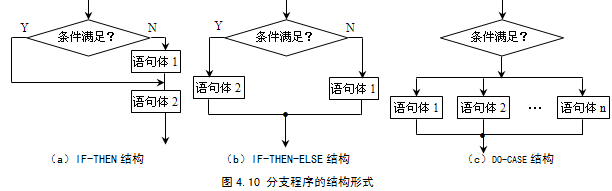 Y 条件满足? N
语句体 1
语句体 2
(a) IF-THEN 结构
Y 条件满足? N
语句体 2 语句体 1
(b) IF-THEN-ELSE 结构
条件满足?
语句体 1 语句体 2 … 语句体 n
(c) DO-CASE 结构
图 4.10 分支程序的结构形式